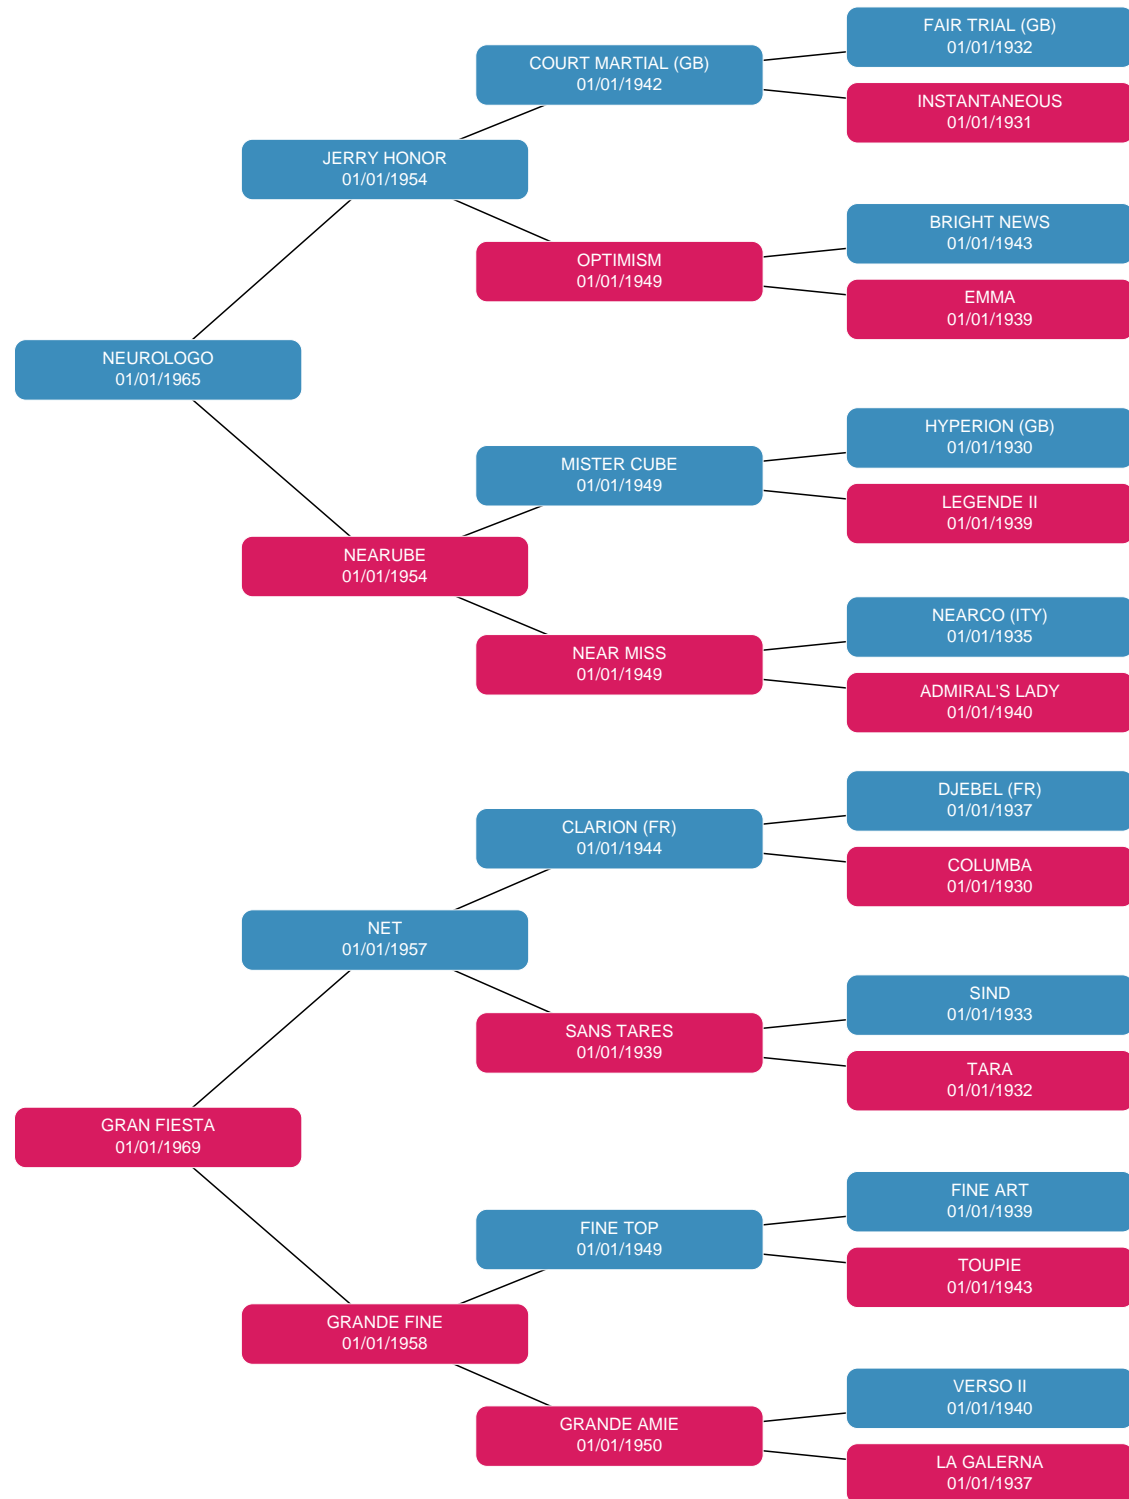 FAIR TRIAL (GB)
01/01/1932
COURT MARTIAL (GB)
01/01/1942
INSTANTANEOUS
01/01/1931
JERRY HONOR
01/01/1954
BRIGHT NEWS
01/01/1943
OPTIMISM
01/01/1949
EMMA
01/01/1939
NEUROLOGO
01/01/1965
HYPERION (GB)
01/01/1930
MISTER CUBE
01/01/1949
LEGENDE II
01/01/1939
NEARUBE
01/01/1954
NEARCO (ITY)
01/01/1935
NEAR MISS
01/01/1949
ADMIRAL'S LADY
01/01/1940
DJEBEL (FR)
01/01/1937
CLARION (FR)
01/01/1944
COLUMBA
01/01/1930
NET
01/01/1957
SIND
01/01/1933
SANS TARES
01/01/1939
TARA
01/01/1932
GRAN FIESTA
01/01/1969
FINE ART
01/01/1939
FINE TOP
01/01/1949
TOUPIE
01/01/1943
GRANDE FINE
01/01/1958
VERSO II
01/01/1940
GRANDE AMIE
01/01/1950
LA GALERNA
01/01/1937